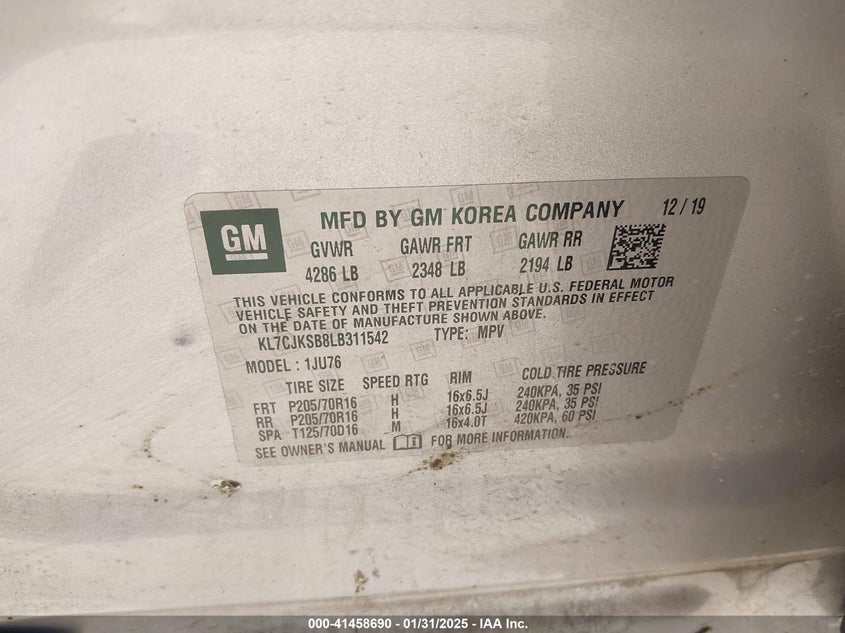 GM MFD BY GM KOREA COMPANY 12 / 19
GVWR GAWR FRT GAWR RR
4286 LB 2348 LB 2194 LB
THIS VEHICLE CONFORMS TO ALL APPLICABLE U.S. FEDERAL MOTOR
VEHICLE SAFETY AND THEFT PREVENTION STANDARDS IN EFFECT
ON THE DATE OF MANUFACTURE SHOWN ABOVE.
KL7CJKSB8LB311542 TYPE: MPV
MODEL : 1JU76
TIRE SIZE SPEED RTG RIM COLD TIRE PRESSURE
FRT P205/70R16 H 16x6.5J 240KPA, 35 PSI
RR P205/70R16 H 16x6.5J 240KPA, 35 PSI
SPA T125/70D16 M 16x4.0T 420KPA, 60 PSI
SEE OWNER'S MANUAL FOR MORE INFORMATION.
000-41458690 - 01/31/2025 - IAA Inc.